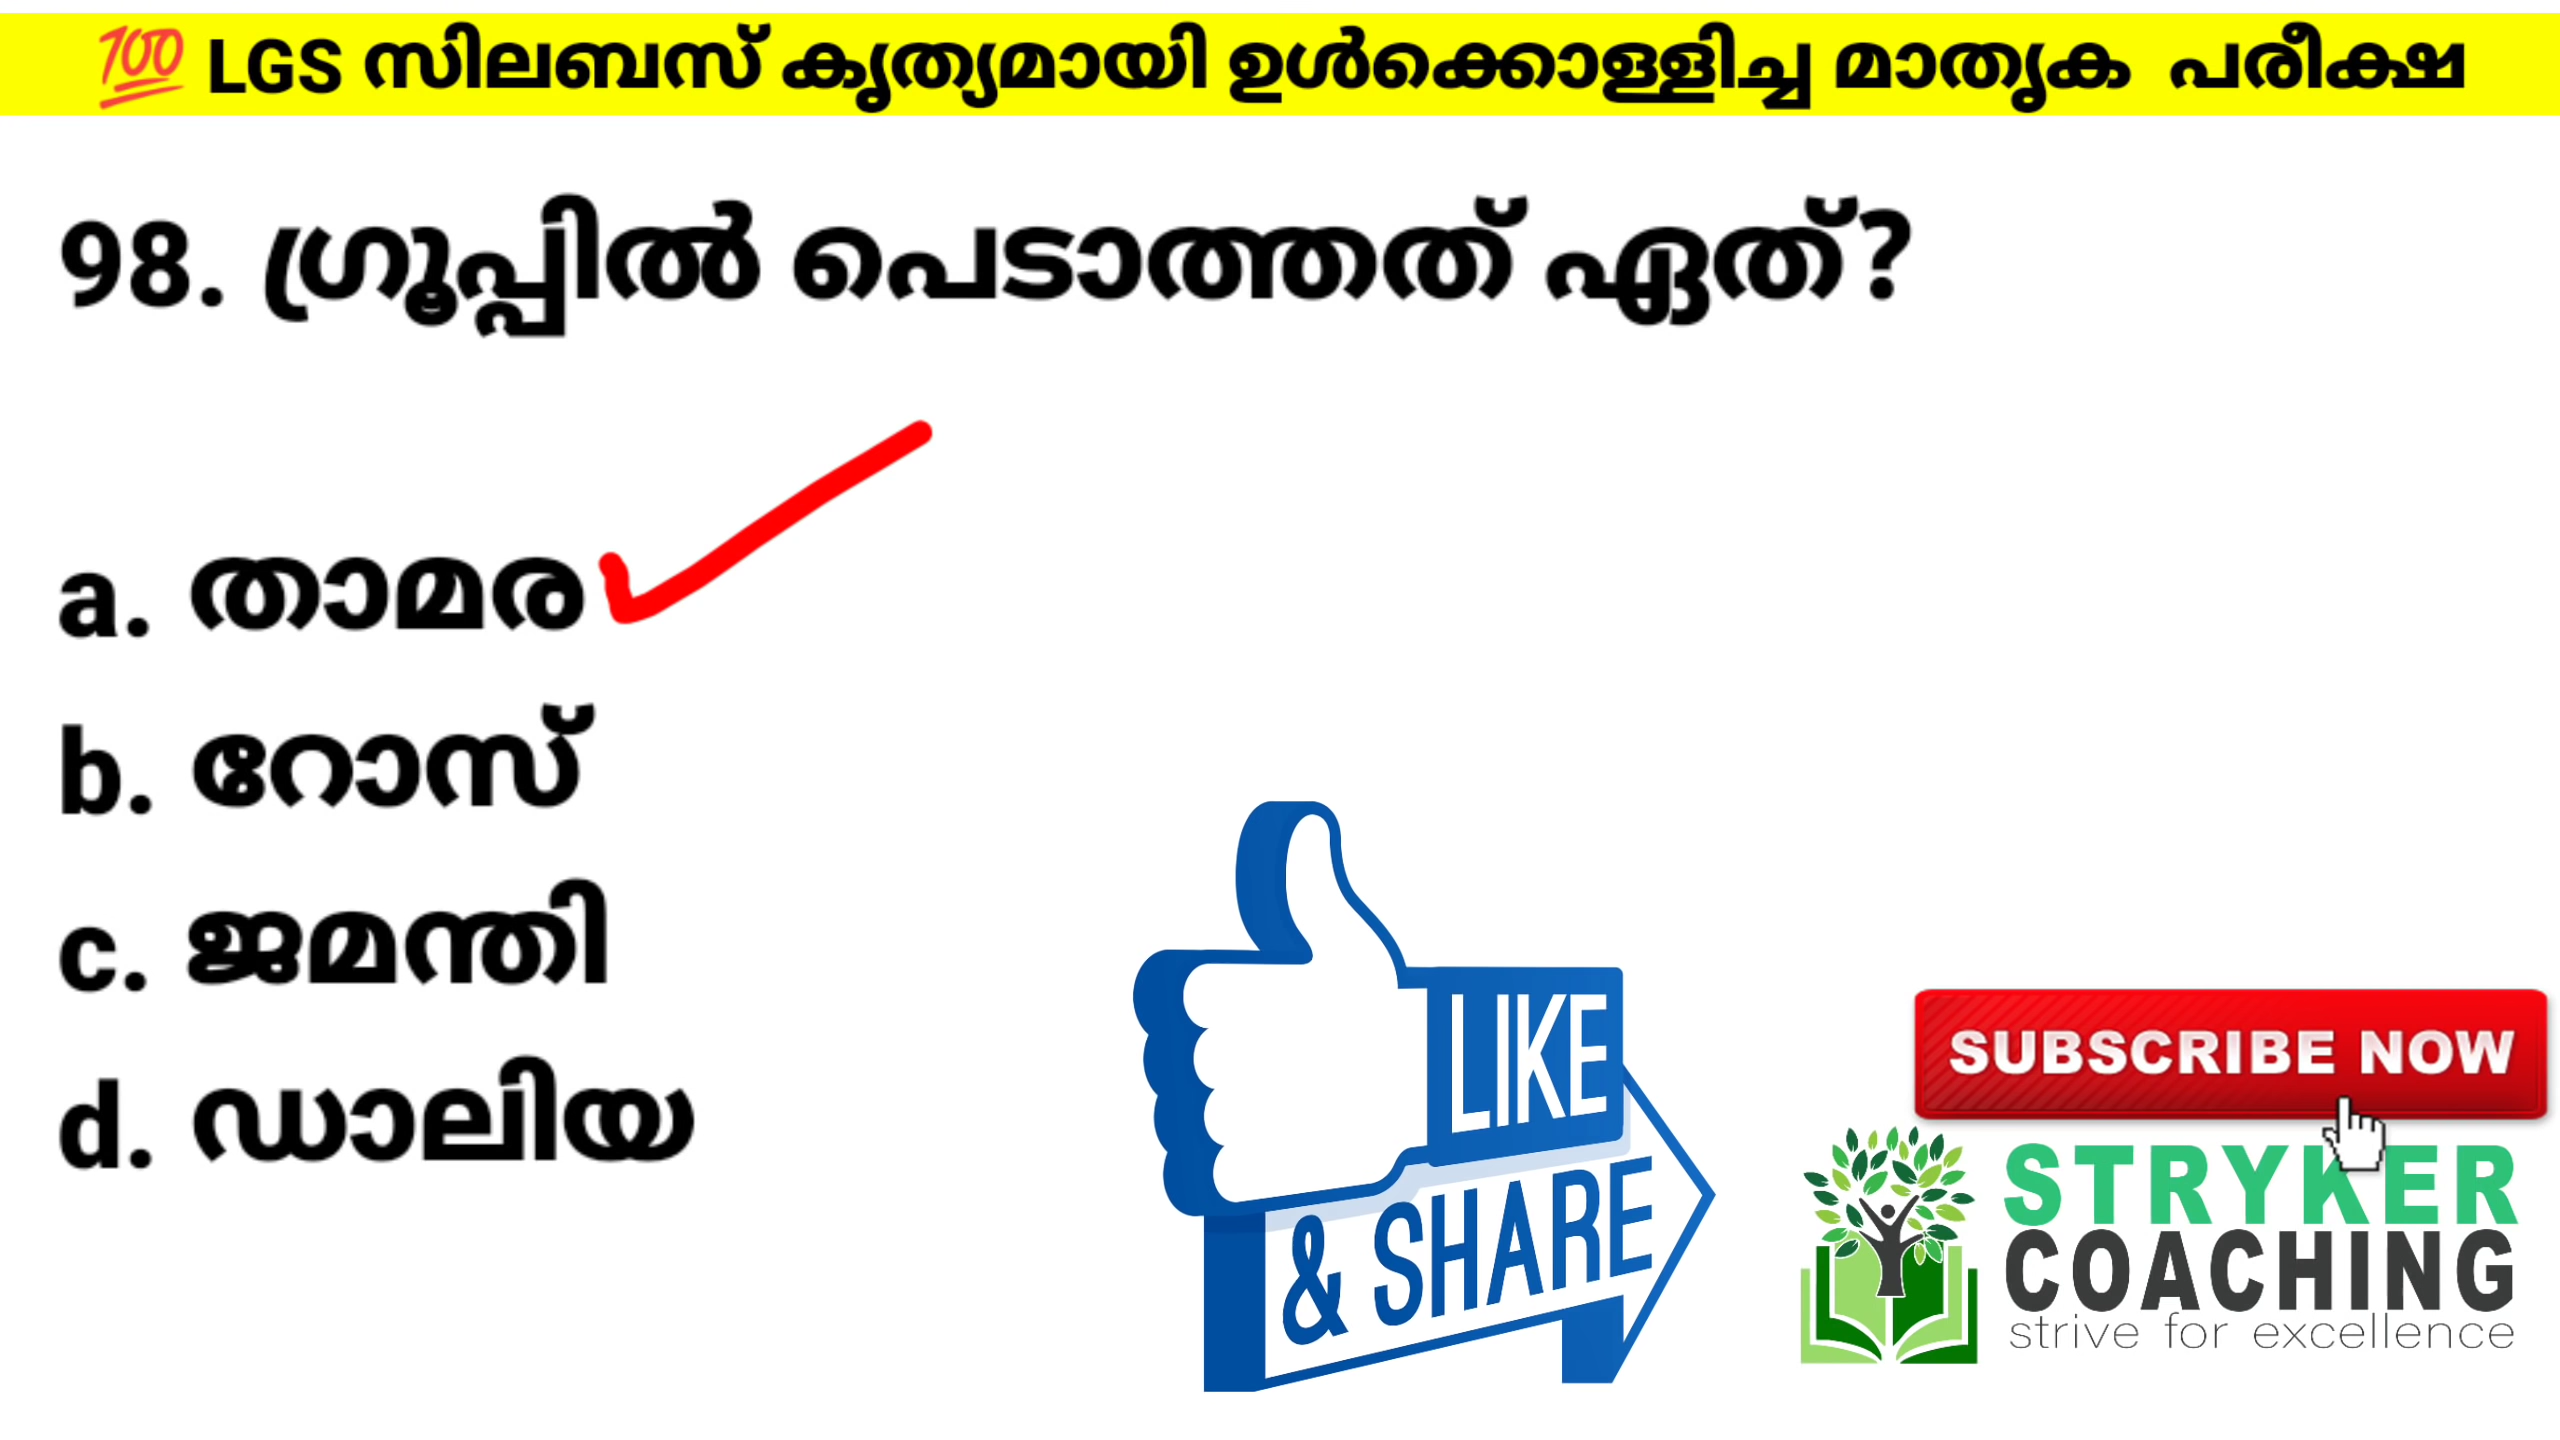 💯 LGS സിലബസ് കൃത്യമായി ഉൾക്കൊള്ളിച്ച മാതൃക പരീക്ഷ
98. ഗ്രൂപ്പിൽ പെടാത്തത് ഏത്?
a. താമര
b. റോസ്
c. ജമന്തി
d. ഡാലിയ
LIKE
& SHARE
SUBSCRIBE NOW
STRYKER
COACHING
strive for excellence